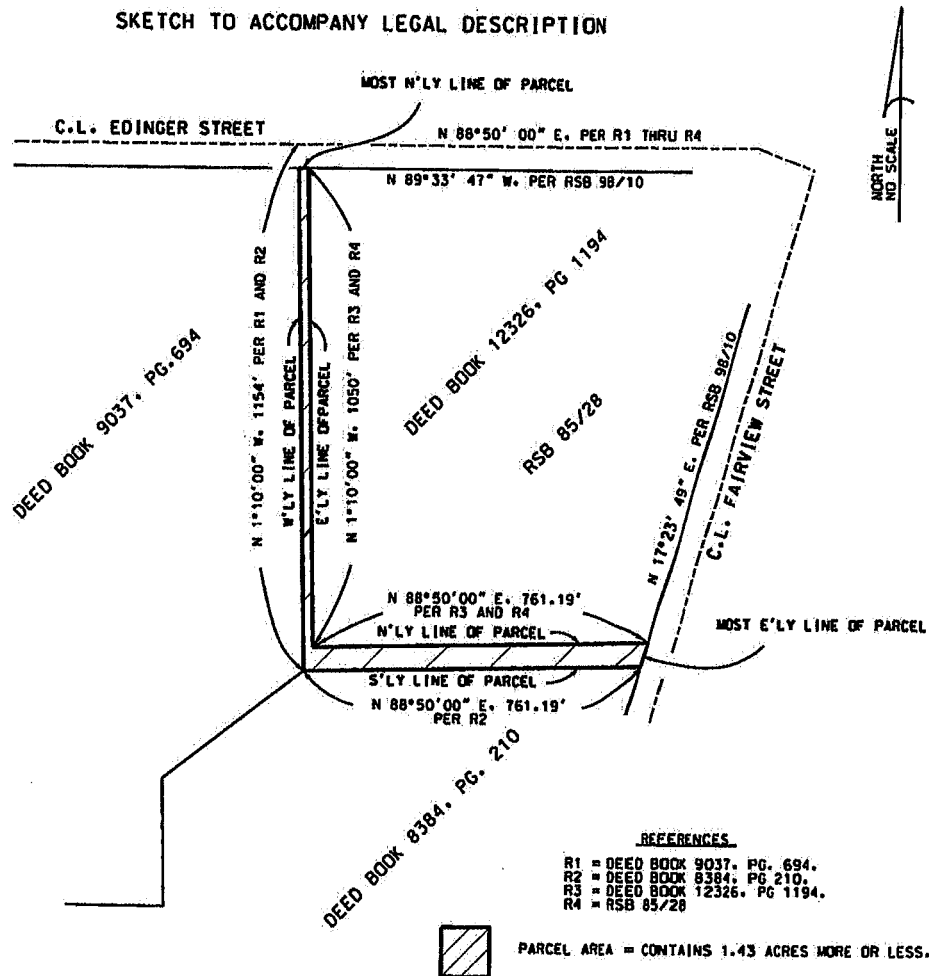 SKETCH TO ACCOMPANY LEGAL DESCRIPTION
MOST N'LY LINE OF PARCEL
C.L. EDINGER STREET
N 88°50' 00" E. PER R1 THRU R4
N 89°33' 47" W. PER RSB 98/10
NORTH
NO SCALE
DEED BOOK 9037, PG.694
N 1°10'00" W. 1154' PER R1 AND R2
W'LY LINE OF PARCEL
E'LY LINE OFPARCEL
N 1°10'00" W. 1050' PER R3 AND R4
DEED BOOK 12326, PG 1194
RSB 85/28
N 17°23' 49" E. PER RSB 98/10
C.L. FAIRVIEW STREET
N 88°50'00" E. 761.19'
PER R3 AND R4
N'LY LINE OF PARCEL
MOST E'LY LINE OF PARCEL
S'LY LINE OF PARCEL
N 88°50'00" E. 761.19'
PER R2
DEED BOOK 8384, PG. 210
REFERENCES
R1 = DEED BOOK 9037, PG. 694.
R2 = DEED BOOK 8384, PG 210.
R3 = DEED BOOK 12326, PG 1194.
R4 = RSB 85/28
PARCEL AREA = CONTAINS 1.43 ACRES MORE OR LESS.